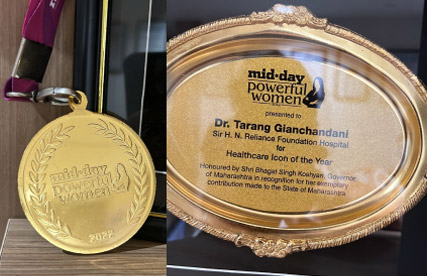 mid-day
powerful
women
2022
mid-day
powerful
women
presented to
Dr. Tarang Gianchandani
Sir H. N. Reliance Foundation Hospital
for
Healthcare Icon of the Year
Honoured by Shri Bhagat Singh Koshyari, Governor
of Maharashtra in recognition for her exemplary
contribution made to the State of Maharashtra